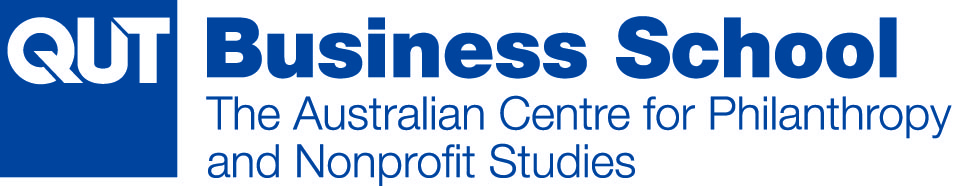 QUT
Business School
The Australian Centre for Philanthropy
and Nonprofit Studies